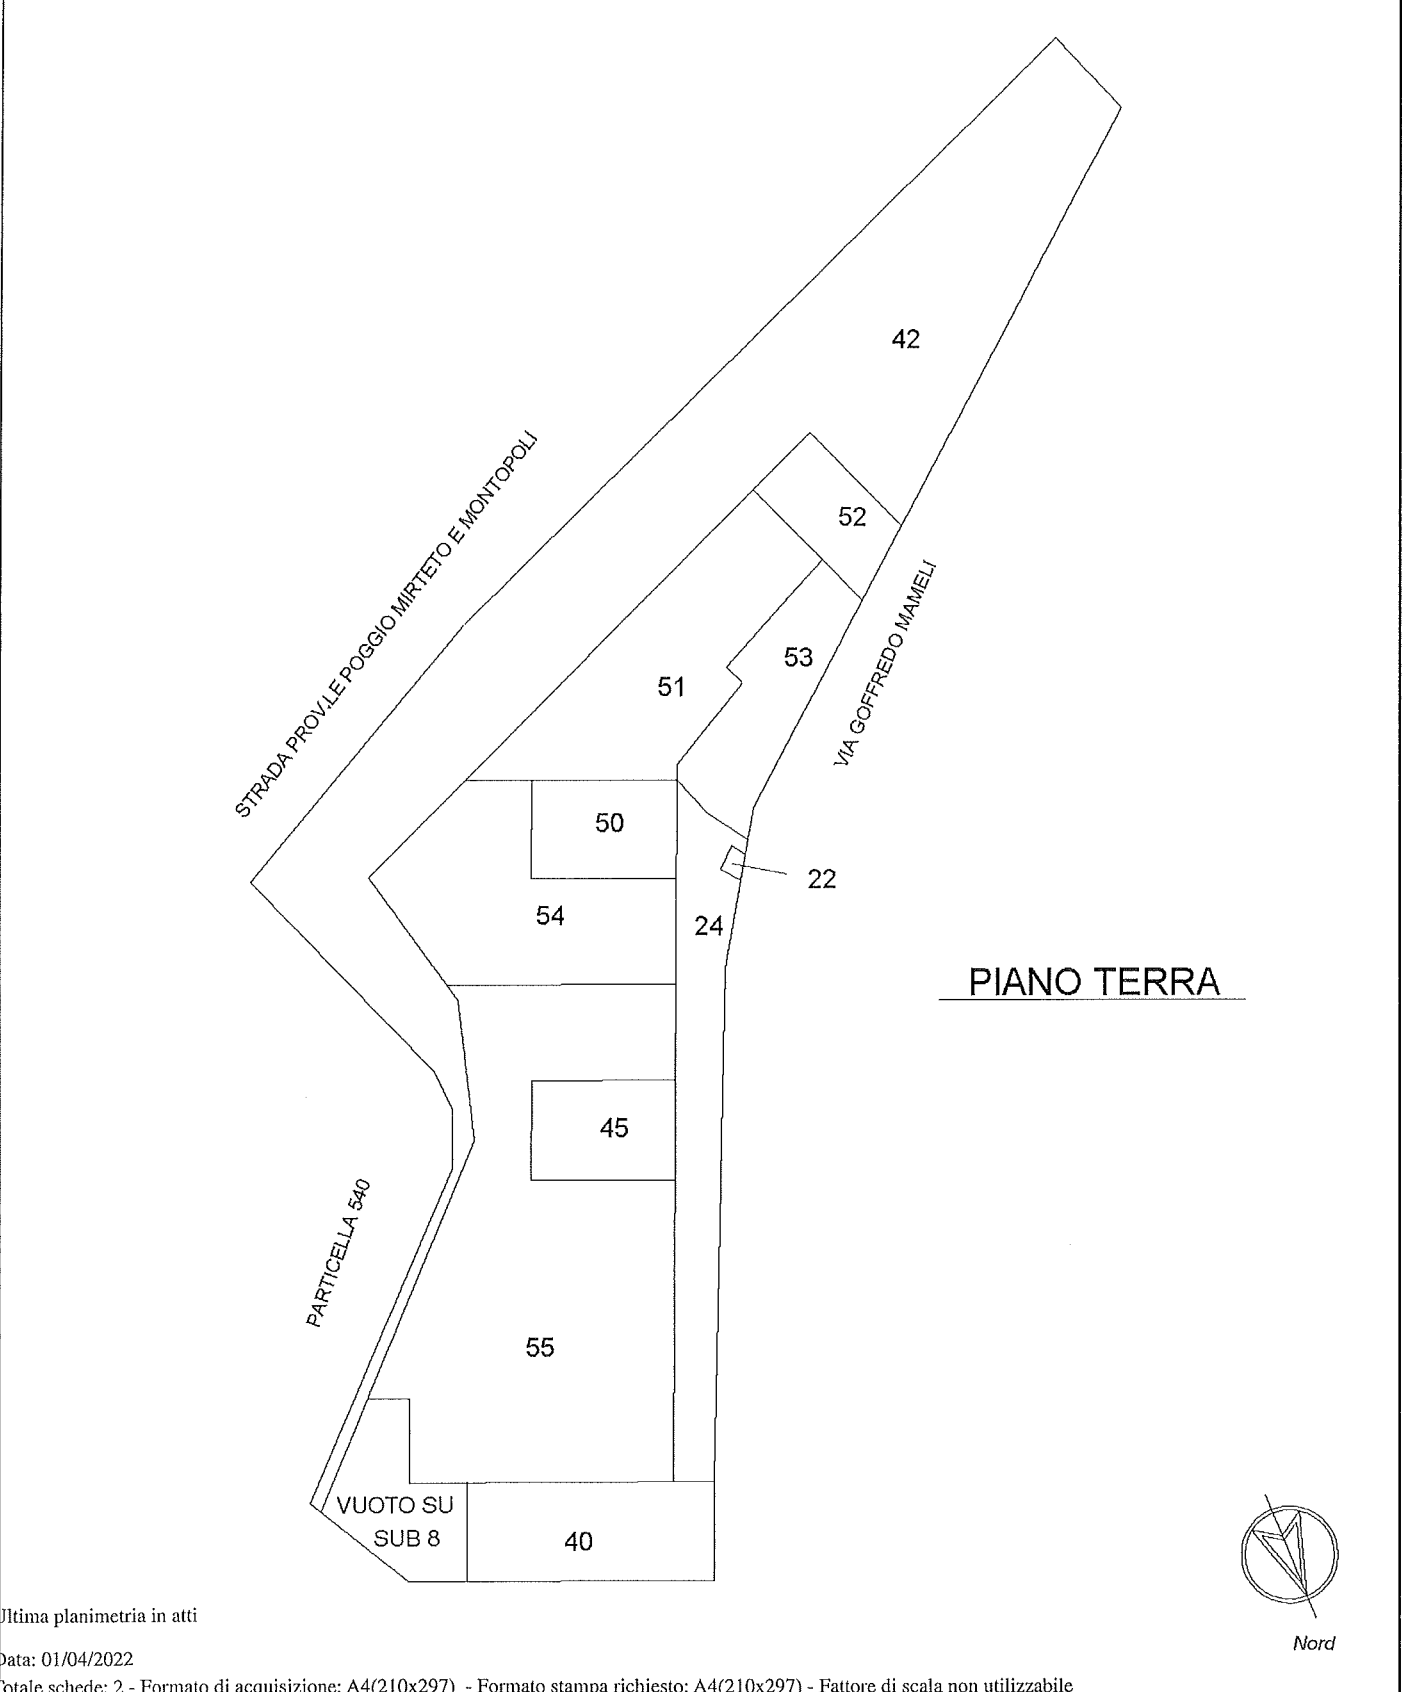 42
STRADA PROV.LE POGGIO MIRTETO E MONTOPOLI
52
VIA GOFFREDO MAMELI
53
51
50
22
54
24
PIANO TERRA
45
PARTICELLA 540
55
VUOTO SU
SUB 8
40
Nord
Ultima planimetria in atti
Data: 01/04/2022
Totale schede: 2 - Formato di acquisizione: A4(210x297) - Formato stampa richiesto: A4(210x297) - Fattore di scala non utilizzabile